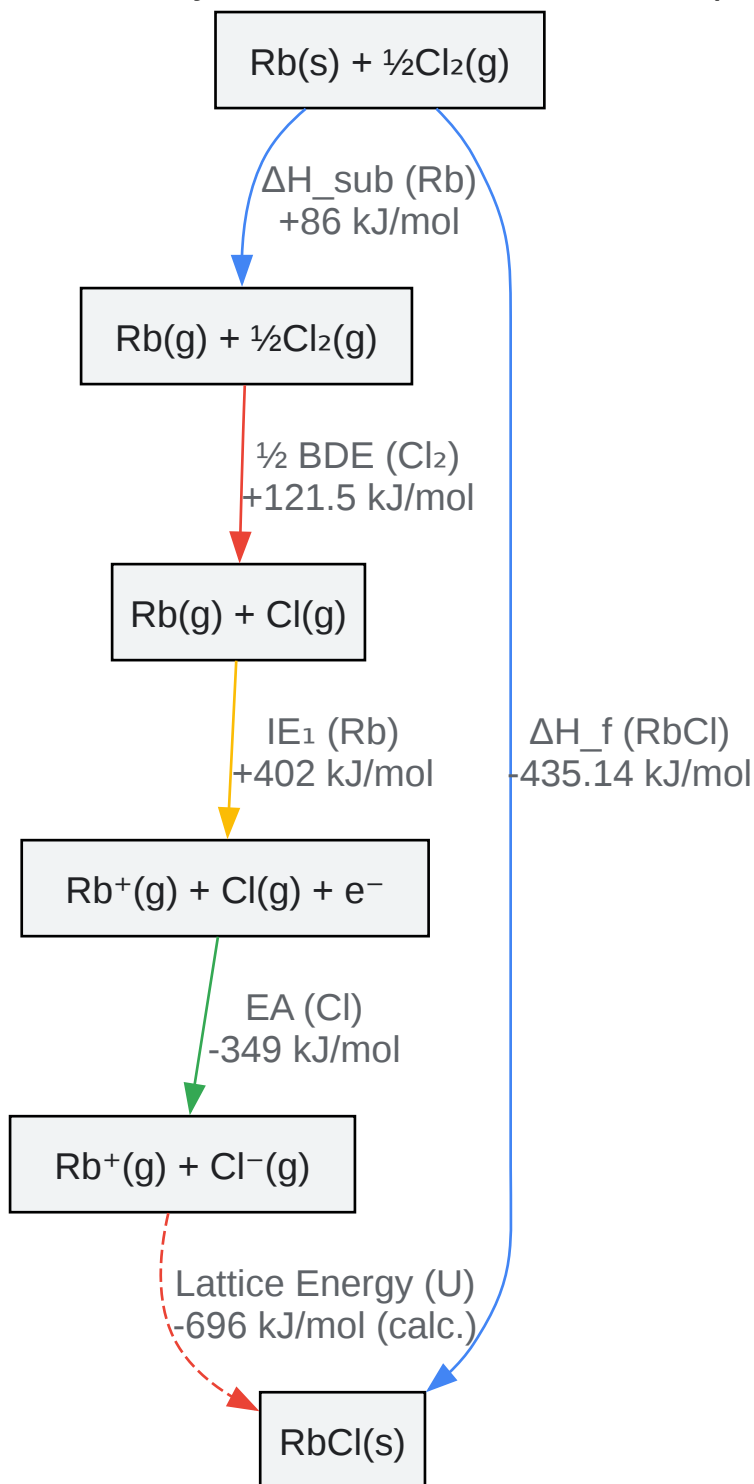 Rb(s) + ½Cl₂(g)
ΔH_sub (Rb)
+86 kJ/mol
Rb(g) + ½Cl₂(g)
½ BDE (Cl₂)
+121.5 kJ/mol
Rb(g) + Cl(g)
IE₁ (Rb)
+402 kJ/mol
ΔH_f (RbCl)
-435.14 kJ/mol
Rb⁺(g) + Cl(g) + e⁻
EA (Cl)
-349 kJ/mol
Rb⁺(g) + Cl⁻(g)
Lattice Energy (U)
-696 kJ/mol (calc.)
RbCl(s)